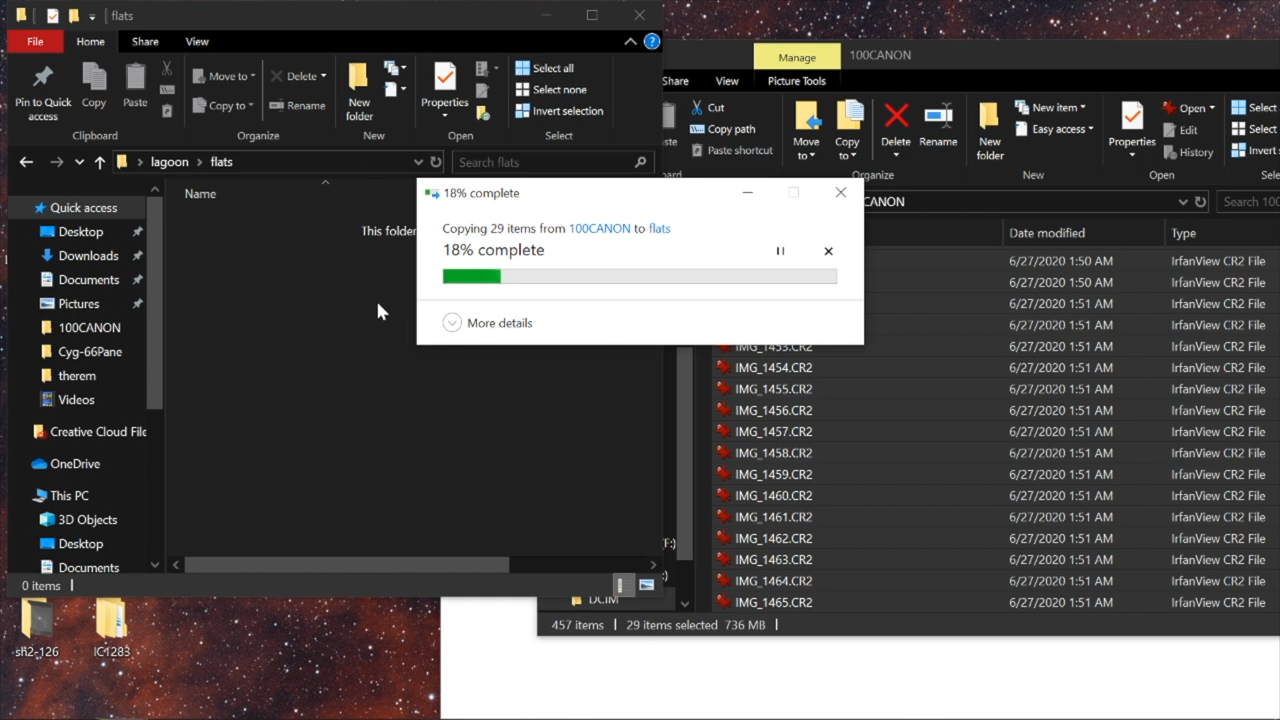 flats
File Home Share View
Pin to Quick access
Copy
Paste
Clipboard
Move to
Copy to
Delete
Rename
Organize
New folder
New
Properties
Open
Select all
Select none
Invert selection
Select
lagoon > flats
Search flats
Quick access
Desktop
Downloads
Documents
Pictures
100CANON
Cyg-66Pane
therem
Videos
Creative Cloud File
OneDrive
This PC
3D Objects
Desktop
Documents
Name
This folder
0 items
18% complete
Copying 29 items from 100CANON to flats
18% complete
More details
Manage 100CANON
Share View Picture Tools
Cut
Copy path
Paste shortcut
Move to
Copy to
Delete
Rename
Organize
New folder
New item
Easy access
New
Properties
Open
Edit
History
Open
Select
Select
Invert s
CANON
Search 100
Date modified Type
6/27/2020 1:50 AM IrfanView CR2 File
6/27/2020 1:50 AM IrfanView CR2 File
6/27/2020 1:51 AM IrfanView CR2 File
6/27/2020 1:51 AM IrfanView CR2 File
IMG_1453.CR2 6/27/2020 1:51 AM IrfanView CR2 File
IMG_1454.CR2 6/27/2020 1:51 AM IrfanView CR2 File
IMG_1455.CR2 6/27/2020 1:51 AM IrfanView CR2 File
IMG_1456.CR2 6/27/2020 1:51 AM IrfanView CR2 File
IMG_1457.CR2 6/27/2020 1:51 AM IrfanView CR2 File
IMG_1458.CR2 6/27/2020 1:51 AM IrfanView CR2 File
IMG_1459.CR2 6/27/2020 1:51 AM IrfanView CR2 File
IMG_1460.CR2 6/27/2020 1:51 AM IrfanView CR2 File
IMG_1461.CR2 6/27/2020 1:51 AM IrfanView CR2 File
IMG_1462.CR2 6/27/2020 1:51 AM IrfanView CR2 File
IMG_1463.CR2 6/27/2020 1:51 AM IrfanView CR2 File
IMG_1464.CR2 6/27/2020 1:51 AM IrfanView CR2 File
IMG_1465.CR2 6/27/2020 1:51 AM IrfanView CR2 File
F:)
DCIM
457 items 29 items selected 736 MB
sh2-126
IC1283